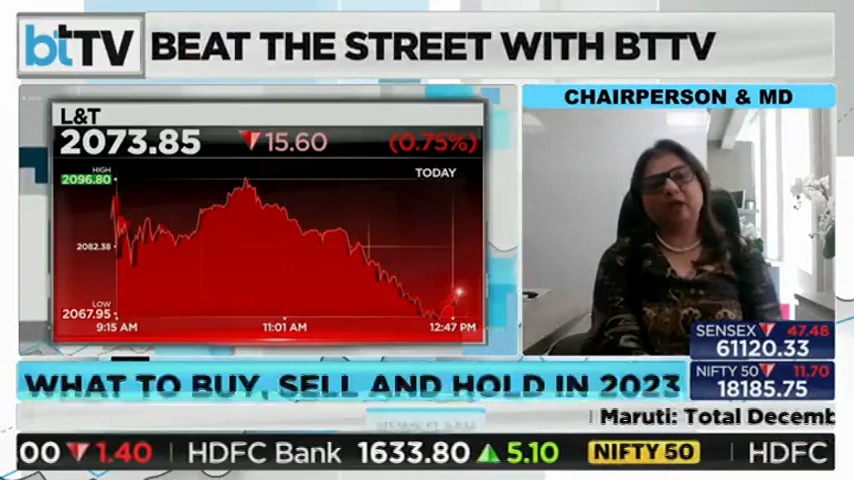 btTV
BEAT THE STREET WITH BTTV
CHAIRPERSON & MD
L&T
2073.85 15.60 (0.75%)
TODAY
HIGH
2096.80
2082.38
LOW
2067.95
9:15 AM 11:01 AM 12:47 PM
SENSEX 47.46
61120.33
NIFTY 50 11.70
18185.75
WHAT TO BUY, SELL AND HOLD IN 2023
Maruti: Total Decemb
.00 1.40 HDFC Bank 1633.80 5.10 NIFTY 50 HDFC